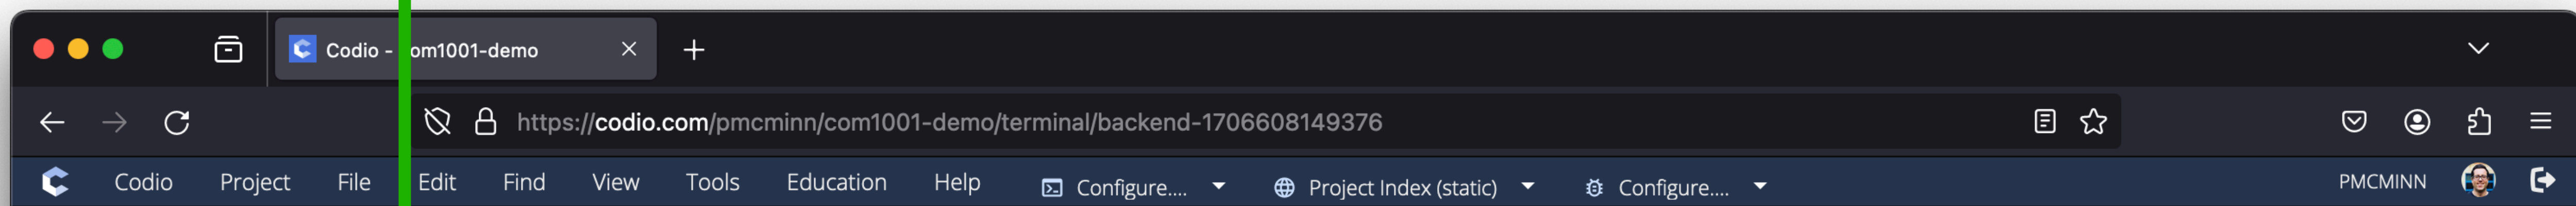 Codio - com1001-demo
https://codio.com/pmcminn/com1001-demo/terminal/backend-1706608149376
Codio Project File Edit Find View Tools Education Help Configure.... Project Index (static) Configure.... PMCMINN